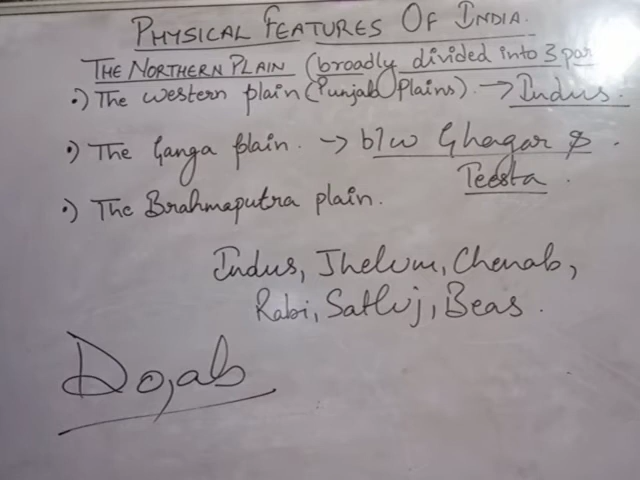 PHYSICAL FEATURES OF INDIA.
THE NORTHERN PLAIN (broadly divided into 3 par
•) The western plain (Punjab Plains). → Indus.
•) The Ganga plain. → b/w Ghagar & .
Teesta .
•) The Brahmaputra plain.
Indus, Jhelum, Chenab,
Rabi, Satluj, Beas.
Doab